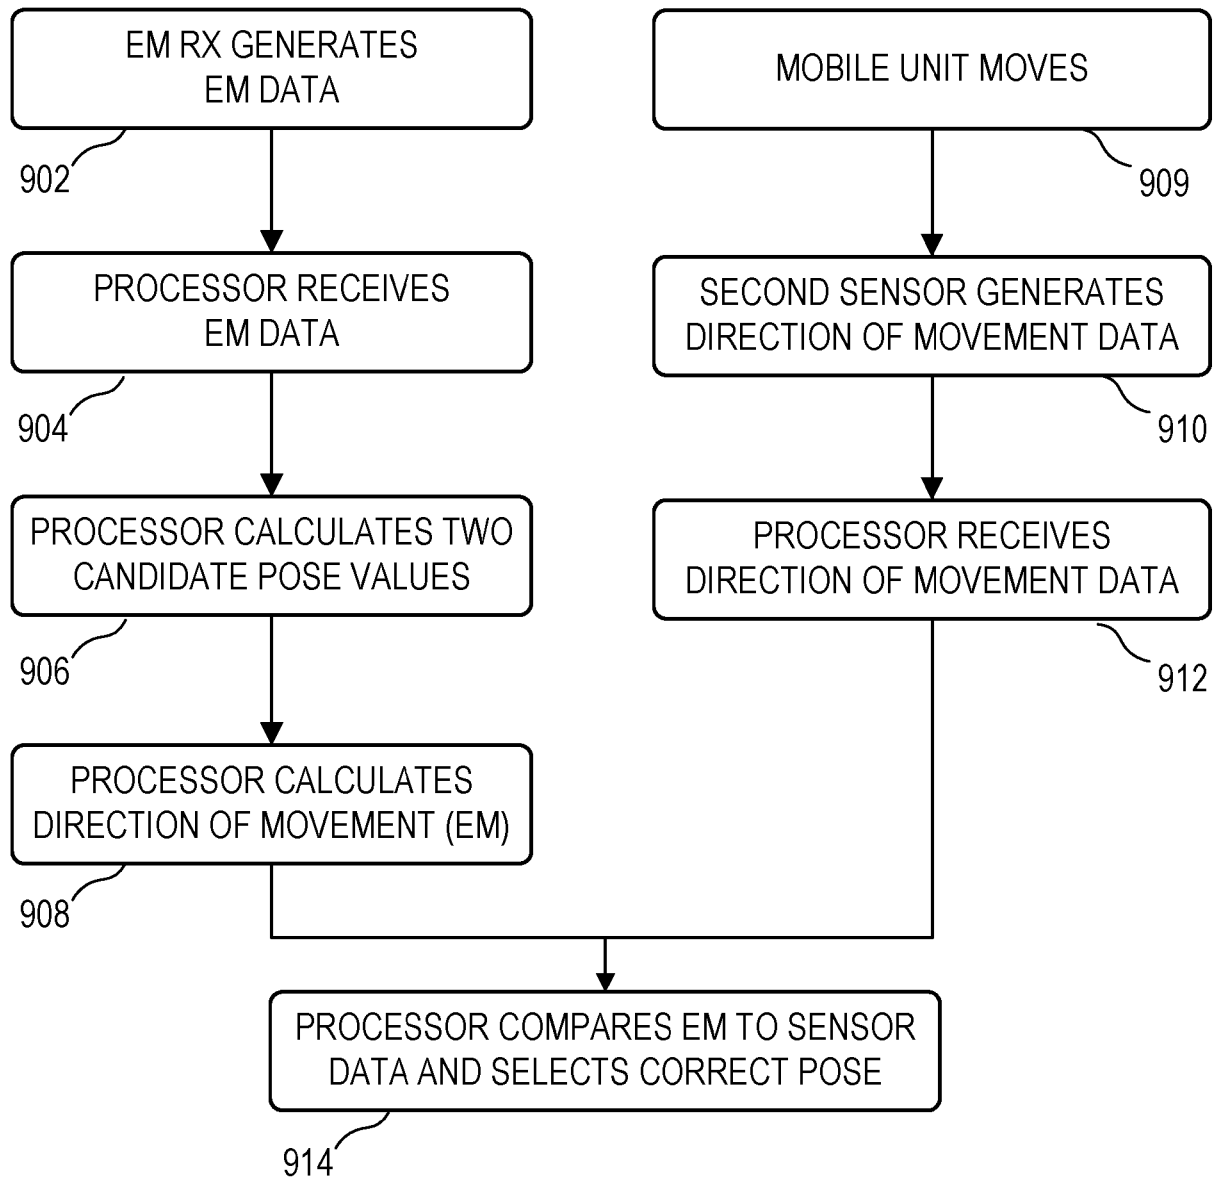 EM RX GENERATES
EM DATA
902
PROCESSOR RECEIVES
EM DATA
904
PROCESSOR CALCULATES TWO
CANDIDATE POSE VALUES
906
PROCESSOR CALCULATES
DIRECTION OF MOVEMENT (EM)
908
MOBILE UNIT MOVES
909
SECOND SENSOR GENERATES
DIRECTION OF MOVEMENT DATA
910
PROCESSOR RECEIVES
DIRECTION OF MOVEMENT DATA
912
PROCESSOR COMPARES EM TO SENSOR
DATA AND SELECTS CORRECT POSE
914